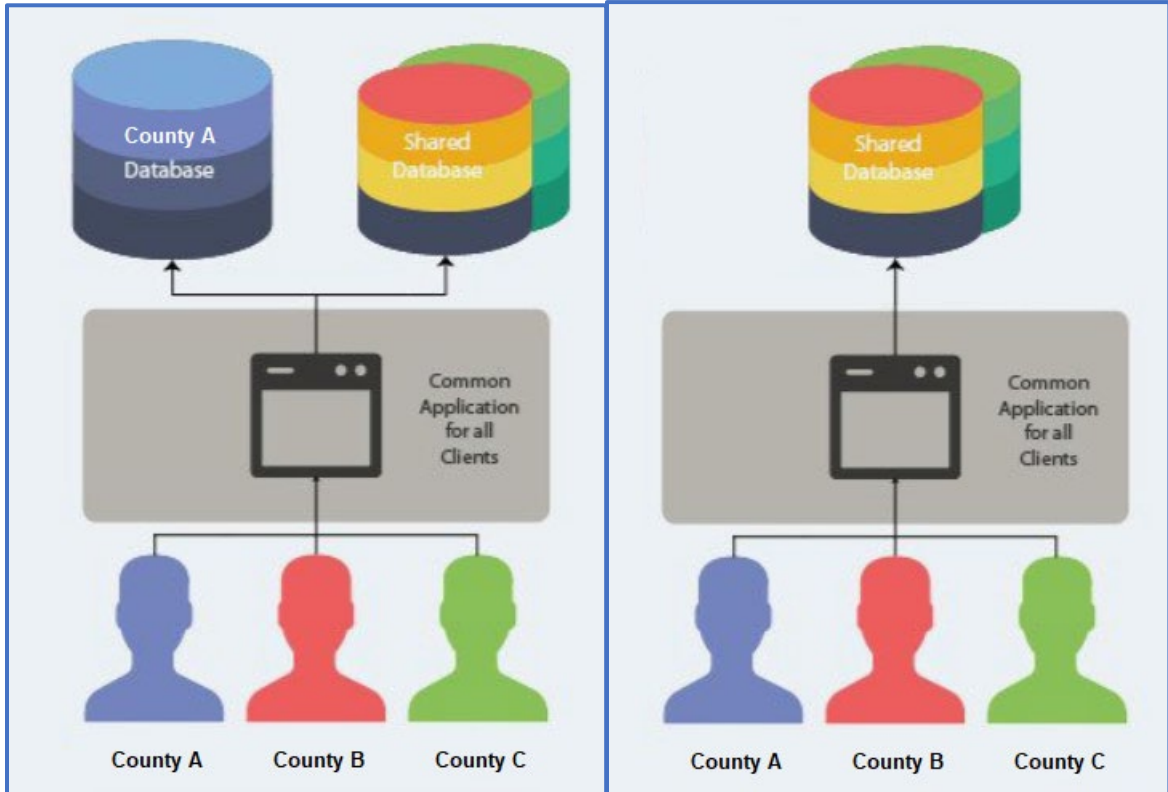 County A
Database
Shared
Database
Common
Application
for all
Clients
County A
County B
County C
Shared
Database
Common
Application
for all
Clients
County A
County B
County C